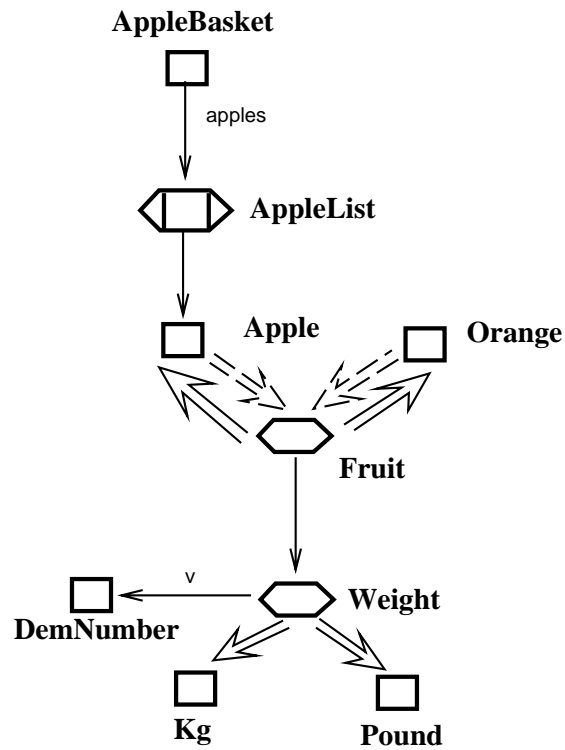 AppleBasket
apples
AppleList
Apple
Orange
Fruit
v
Weight
DemNumber
Kg
Pound